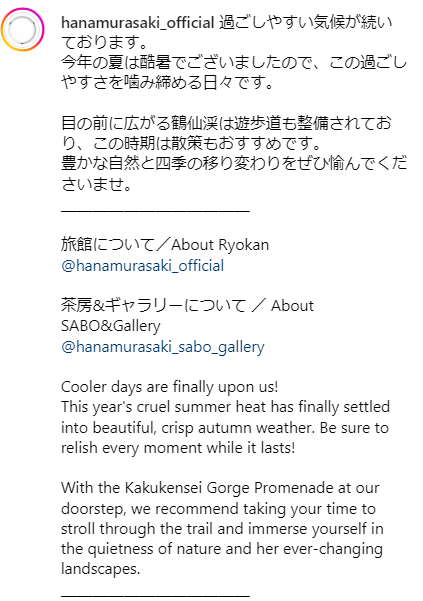 hanamurasaki_official 過ごしやすい気候が続い
ております。
今年の夏は酷暑でございましたので、この過ごし
やすさを噛み締める日々です。
目の前に広がる鶴仙渓は遊歩道も整備されてお
り、この時期は散策もおすすめです。
豊かな自然と四季の移り変わりをぜひ愉んでくだ
さいませ。
________________________
旅館について／About Ryokan
@hanamurasaki_official
茶房&ギャラリーについて ／ About
SABO&Gallery
@hanamurasaki_sabo_gallery
Cooler days are finally upon us!
This year's cruel summer heat has finally settled
into beautiful, crisp autumn weather. Be sure to
relish every moment while it lasts!
With the Kakukensei Gorge Promenade at our
doorstep, we recommend taking your time to
stroll through the trail and immerse yourself in
the quietness of nature and her ever-changing
landscapes.
________________________